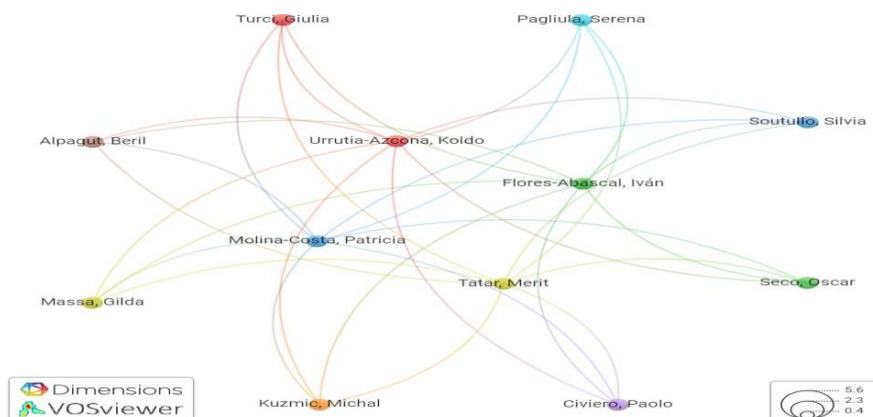 Turci, Giulia
Pagliula, Serena
Soutullo, Silvia
Alpagut, Beril
Urrutia-Azcona, Koldo
Flores-Abascal, Iván
Molina-Costa, Patricia
Tatar, Merit
Seco, Oscar
Massa, Gilda
Kuzmic, Michal
Civiero, Paolo
Dimensions
VOSviewer
5.6
2.3
0.4